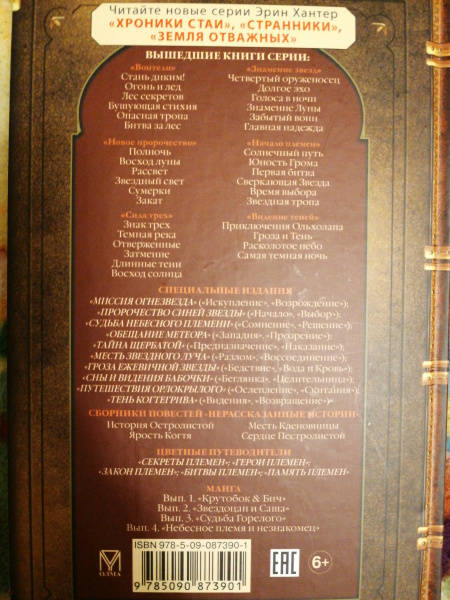 Читайте новые серии Эрин Хантер
«ХРОНИКИ СТАИ», «СТРАННИКИ»,
«ЗЕМЛЯ ОТВАЖНЫХ»
ВЫШЕДШИЕ КНИГИ СЕРИИ:
«Воители»
Стань диким!
Огонь и лед
Лес секретов
Бушующая стихия
Опасная тропа
Битва за лес
«Новое пророчество»
Полночь
Восход луны
Рассвет
Звездный свет
Сумерки
Закат
«Сила трех»
Знак трех
Темная река
Отверженные
Затмение
Длинные тени
Восход солнца
«Знамение звезд»
Четвертый оруженосец
Долгое эхо
Голоса в ночи
Знамение Луны
Забытый воин
Главная надежда
«Начало племен»
Солнечный путь
Юность Грома
Первая битва
Сверкающая Звезда
Время выбора
Звездная тропа
«Видение теней»
Приключения Ольхолапа
Гроза и Тень
Расколотое небо
Самая темная ночь
СПЕЦИАЛЬНЫЕ ИЗДАНИЯ
«МИССИЯ ОГНЕЗВЕЗДА» («Искупление», «Возрождение»);
«ПРОРОЧЕСТВО СИНЕЙ ЗВЕЗДЫ» («Начало», «Выбор»);
«СУДЬБА НЕБЕСНОГО ПЛЕМЕНИ» («Сомнение», «Решение»);
«ОБЕЩАНИЕ МЕТЕОРА» («Западня», «Прозрение»);
«ТАЙНА ЩЕРБАТОЙ» («Предназначение», «Наказание»);
«МЕСТЬ ЗВЕЗДНОГО ЛУЧА» («Разлом», «Воссоединение»);
«ГРОЗА ЕЖЕВИЧНОЙ ЗВЕЗДЫ» («Бедствие», «Вода и Кровь»);
«СНЫ И ВИДЕНИЯ БАБОЧКИ» («Беглянка», «Целительница»);
«ПУТЕШЕСТВИЯ ОРЛОКРЫЛОГО» («Ослепление», «Скитания»);
«ТЕНЬ КОГТЕГРИВА» («Видения», «Возвращение»)»
СБОРНИКИ ПОВЕСТЕЙ «НЕРАССКАЗАННЫЕ ИСТОРИИ»
История Остролистой
Ярость Когтя
Месть Кленовницы
Сердце Пестролистой
ЦВЕТНЫЕ ПУТЕВОДИТЕЛИ
«СЕКРЕТЫ ПЛЕМЕН»; «ГЕРОИ ПЛЕМЕН»;
«ЗАКОН ПЛЕМЕН»; «БИТВЫ ПЛЕМЕН»; «ПАМЯТЬ ПЛЕМЕН»
МАНГА
Вып. 1. «Крутобок & Бич»
Вып. 2. «Звездоцап и Саша»
Вып. 3. «Судьба Горелого»
Вып. 4. «Небесное племя и незнакомец»
ОЛМА
ISBN 978-5-09-087390-1
9 785090 873901
ЕАС
6+